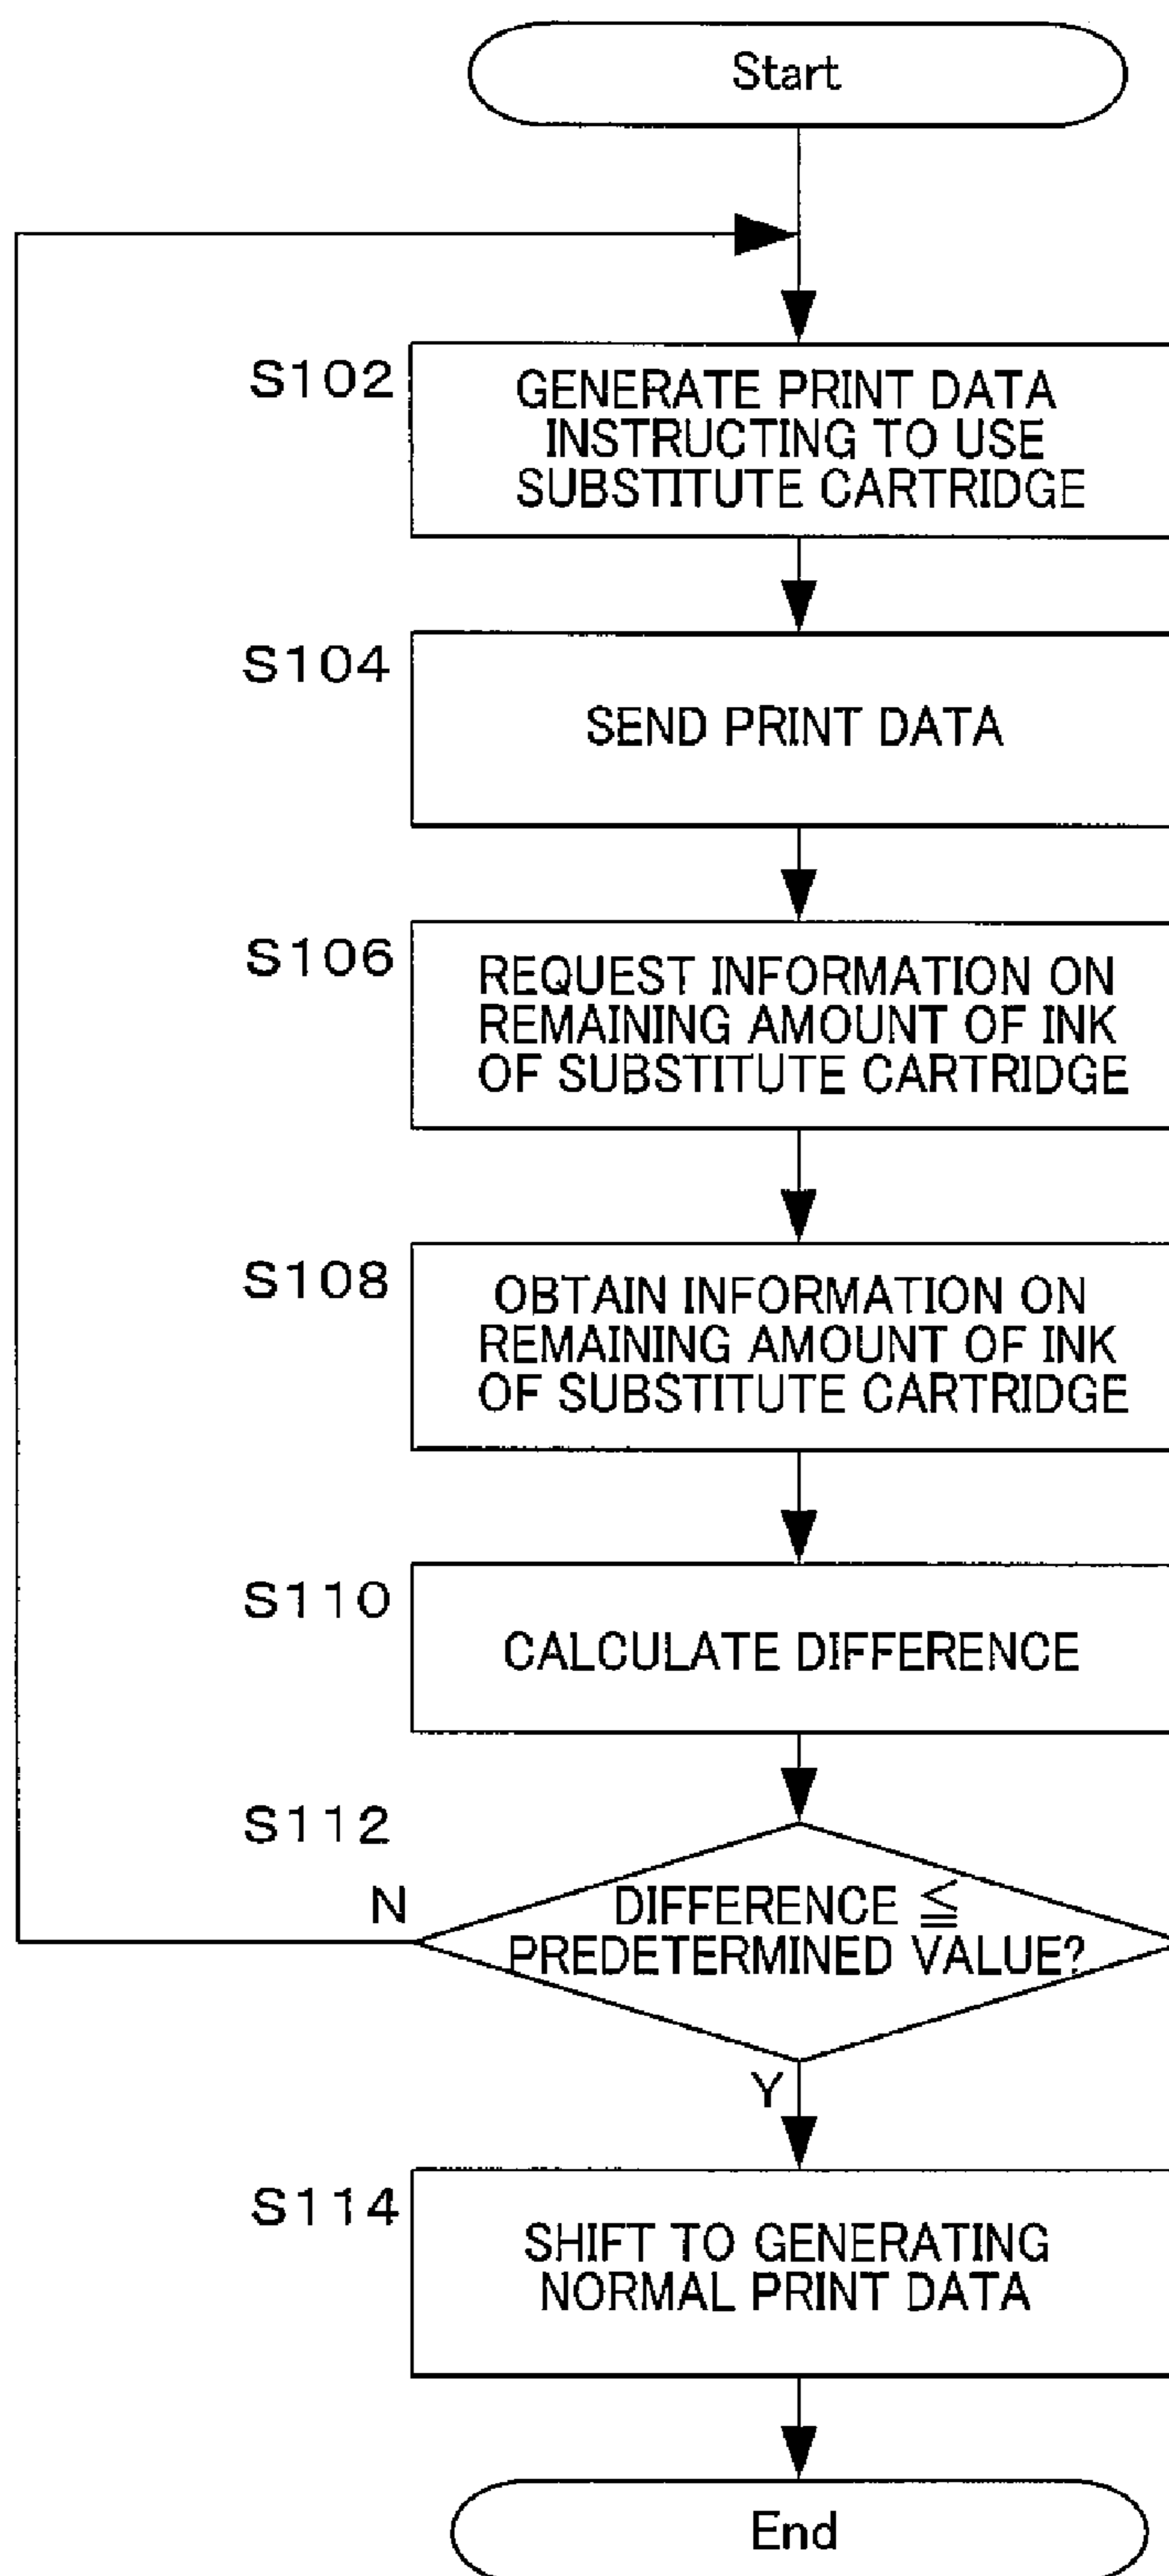 Start
S102
GENERATE PRINT DATA
INSTRUCTING TO USE
SUBSTITUTE CARTRIDGE
S104
SEND PRINT DATA
S106
REQUEST INFORMATION ON
REMAINING AMOUNT OF INK
OF SUBSTITUTE CARTRIDGE
S108
OBTAIN INFORMATION ON
REMAINING AMOUNT OF INK
OF SUBSTITUTE CARTRIDGE
S110
CALCULATE DIFFERENCE
S112
N
DIFFERENCE ≦
PREDETERMINED VALUE?
Y
S114
SHIFT TO GENERATING
NORMAL PRINT DATA
End